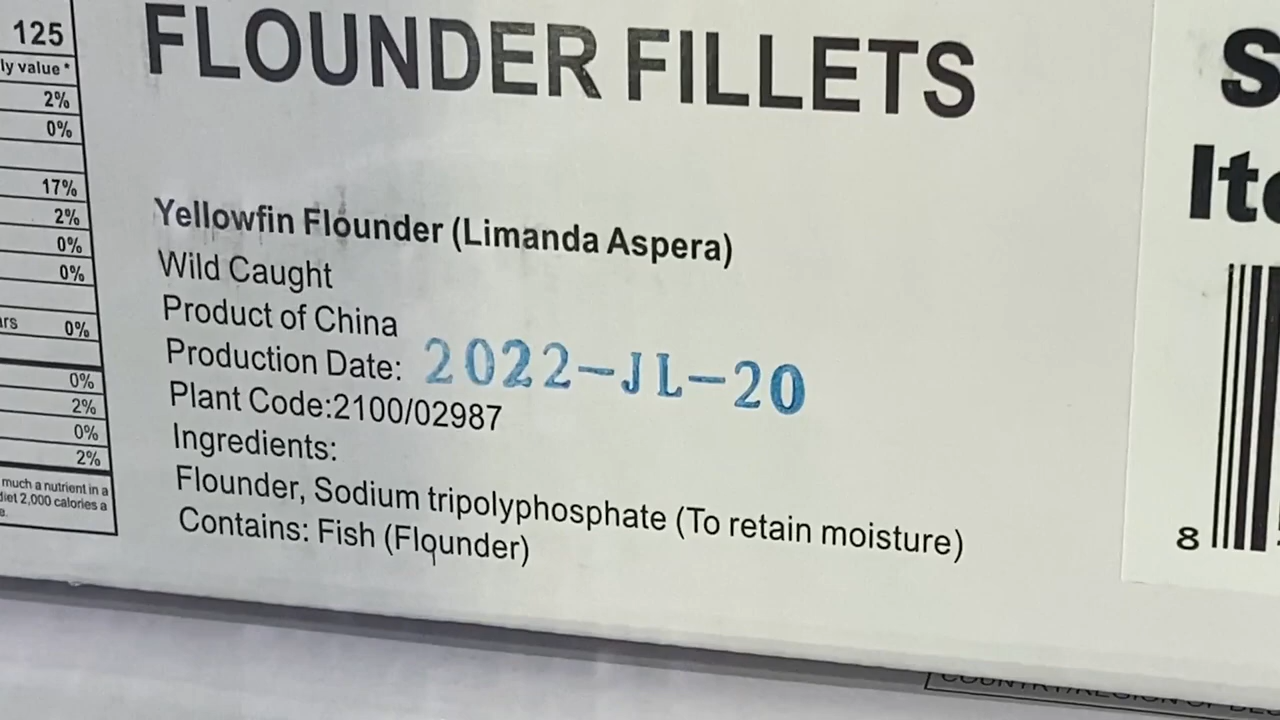 125
ly value *
2%
0%
17%
2%
0%
0%
0%
0%
2%
0%
2%
much a nutrient in a
diet 2,000 calories a
FLOUNDER FILLETS
Yellowfin Flounder (Limanda Aspera)
Wild Caught
Product of China
Production Date: 2022-JL-20
Plant Code:2100/02987
Ingredients:
Flounder, Sodium tripolyphosphate (To retain moisture)
Contains: Fish (Flounder)
S
It
8